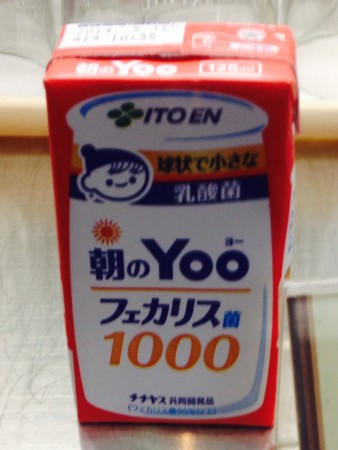 朝のYoo
125ml
ITO EN
球状で小さな
乳酸菌
ヨー
朝のYoo
フェカリス菌
1000
チチヤス 共同開発品